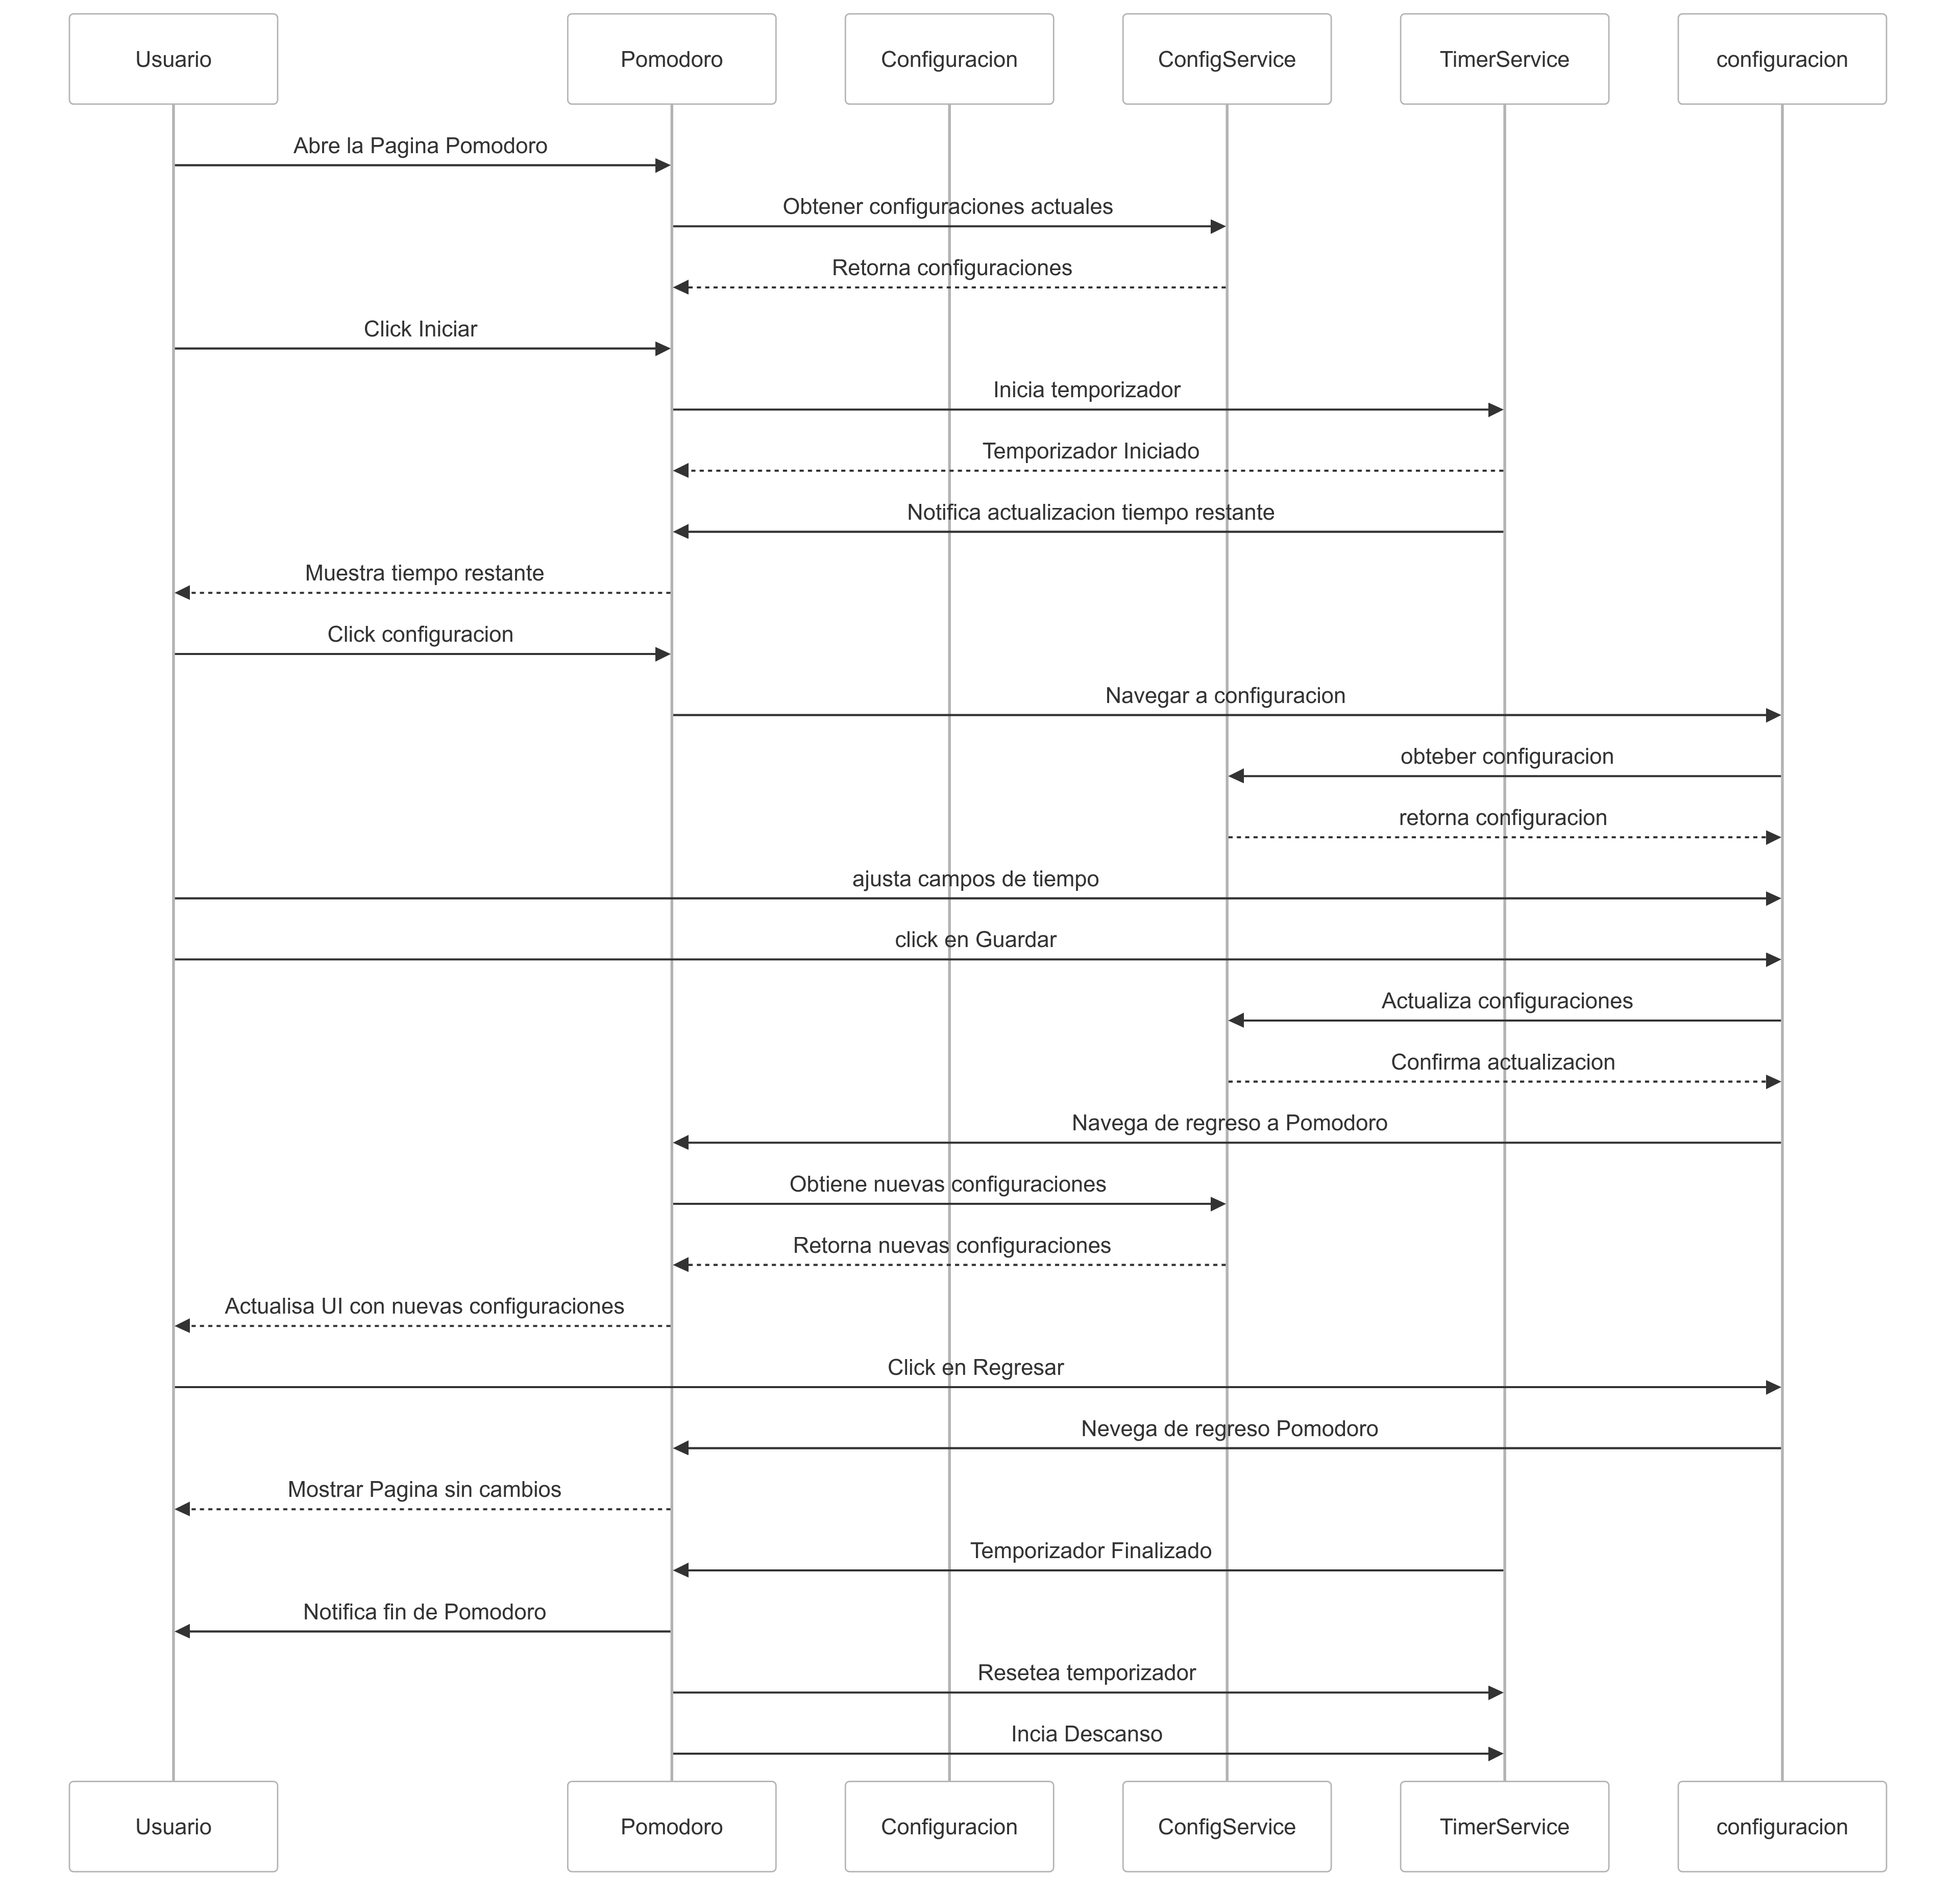 Usuario
Pomodoro
Configuracion
ConfigService
TimerService
configuracion
Abre la Pagina Pomodoro
Obtener configuraciones actuales
Retorna configuraciones
Click Iniciar
Inicia temporizador
Temporizador Iniciado
Notifica actualizacion tiempo restante
Muestra tiempo restante
Click configuracion
Navegar a configuracion
obteber configuracion
retorna configuracion
ajusta campos de tiempo
click en Guardar
Actualiza configuraciones
Confirma actualizacion
Navega de regreso a Pomodoro
Obtiene nuevas configuraciones
Retorna nuevas configuraciones
Actualisa UI con nuevas configuraciones
Click en Regresar
Nevega de regreso Pomodoro
Mostrar Pagina sin cambios
Temporizador Finalizado
Notifica fin de Pomodoro
Resetea temporizador
Incia Descanso
Usuario
Pomodoro
Configuracion
ConfigService
TimerService
configuracion